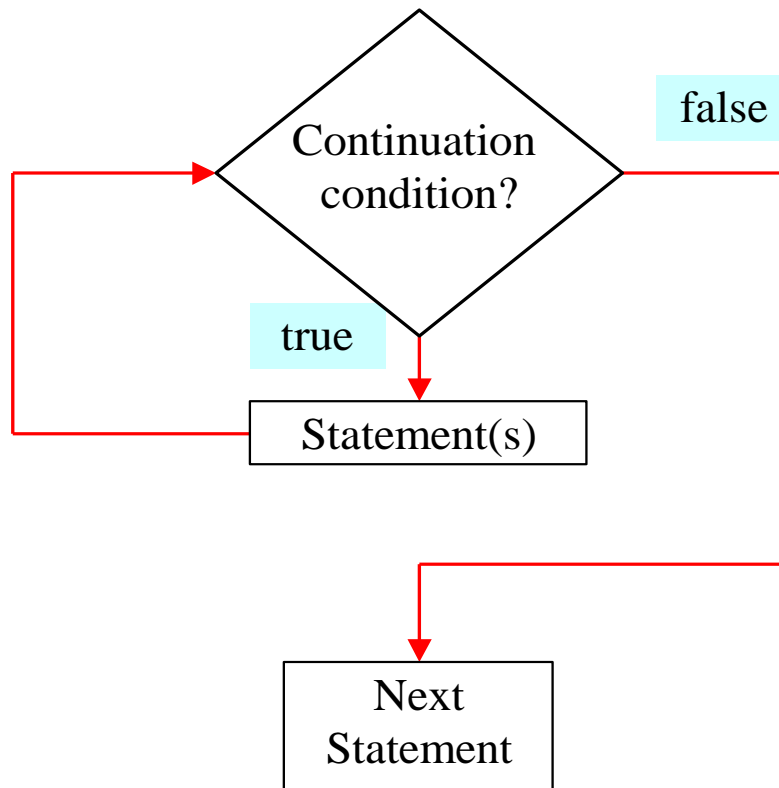 false
Continuation
condition?
true
Statement(s)
Next
Statement